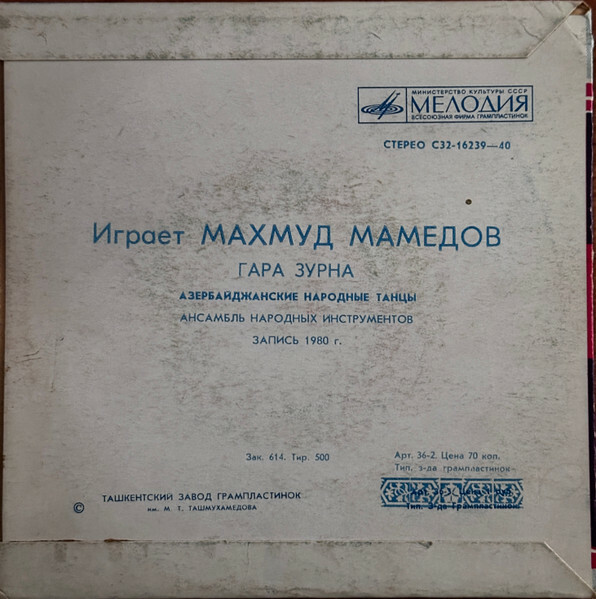 МИНИСТЕРСТВО КУЛЬТУРЫ СССР
МЕЛОДИЯ
ВСЕСОЮЗНАЯ ФИРМА ГРАМПЛАСТИНОК
СТЕРЕО С32-16239—40
Играет МАХМУД МАМЕДОВ
ГАРА ЗУРНА
АЗЕРБАЙДЖАНСКИЕ НАРОДНЫЕ ТАНЦЫ
АНСАМБЛЬ НАРОДНЫХ ИНСТРУМЕНТОВ
ЗАПИСЬ 1980 г.
Зак. 614. Тир. 500
Арт. 36-2. Цена 70 коп.
Тип. з-да грампластинок
Тип. з-да Грампластинок
ТАШКЕНТСКИЙ ЗАВОД ГРАМПЛАСТИНОК
© им. М. Т. ТАШМУХАМЕДОВА